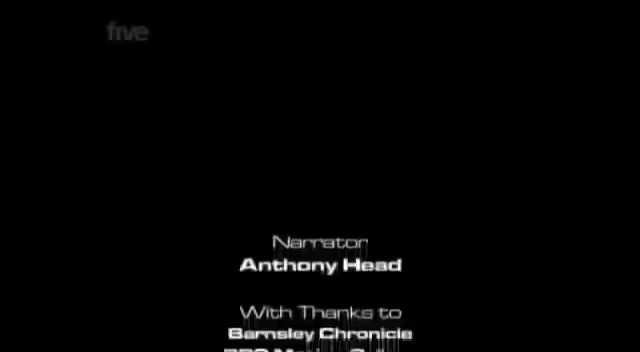 five
Narrator
Anthony Head
With Thanks to
Barnsley Chronicle